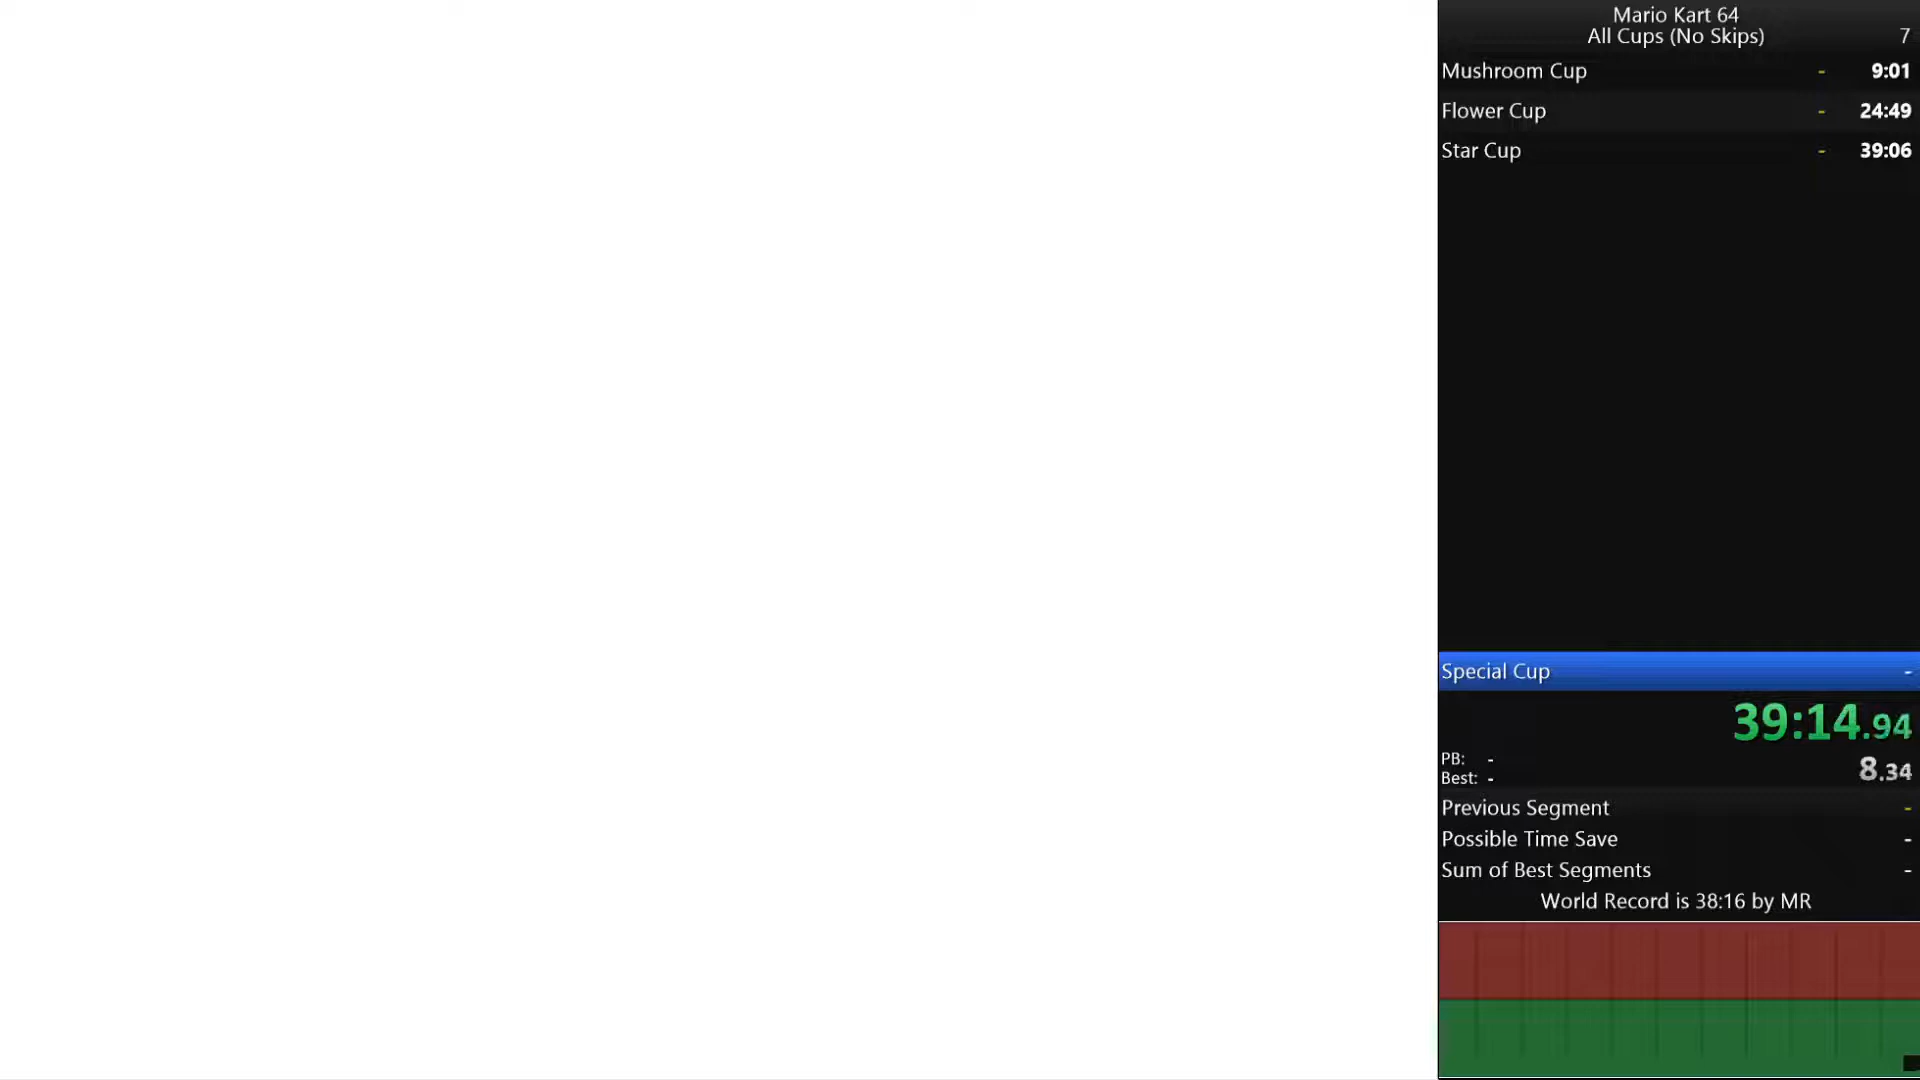 Mario Kart 64
All Cups (No Skips) 7
Mushroom Cup - 9:01
Flower Cup - 24:49
Star Cup - 39:06
Special Cup -
39:14.94
PB: -
8.34
Best: -
Previous Segment -
Possible Time Save -
Sum of Best Segments -
World Record is 38:16 by MR